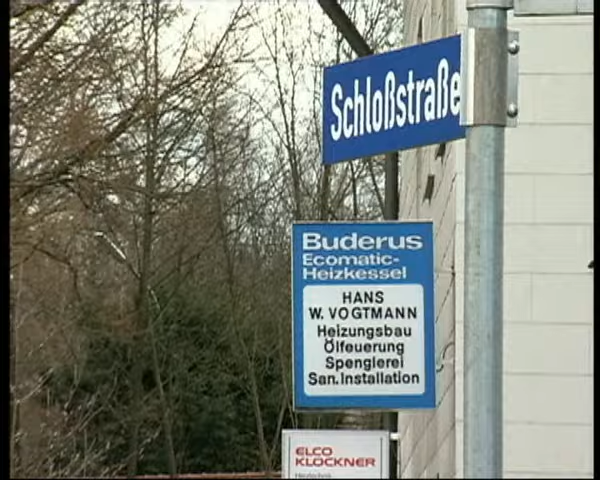 Schloßstraße
Buderus
Ecomatic-
Heizkessel
HANS
W. VOGTMANN
Heizungsbau
Ölfeuerung
Spenglerei
San. Installation
ELCO
KLÖCKNER